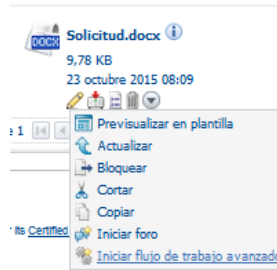 DOCX
Solicitud.docx
9,78 KB
23 octubre 2015 08:09
e 1
Previsualizar en plantilla
Actualizar
Bloquear
Cortar
Copiar
Its Certified
Iniciar foro
Iniciar flujo de trabajo avanzado